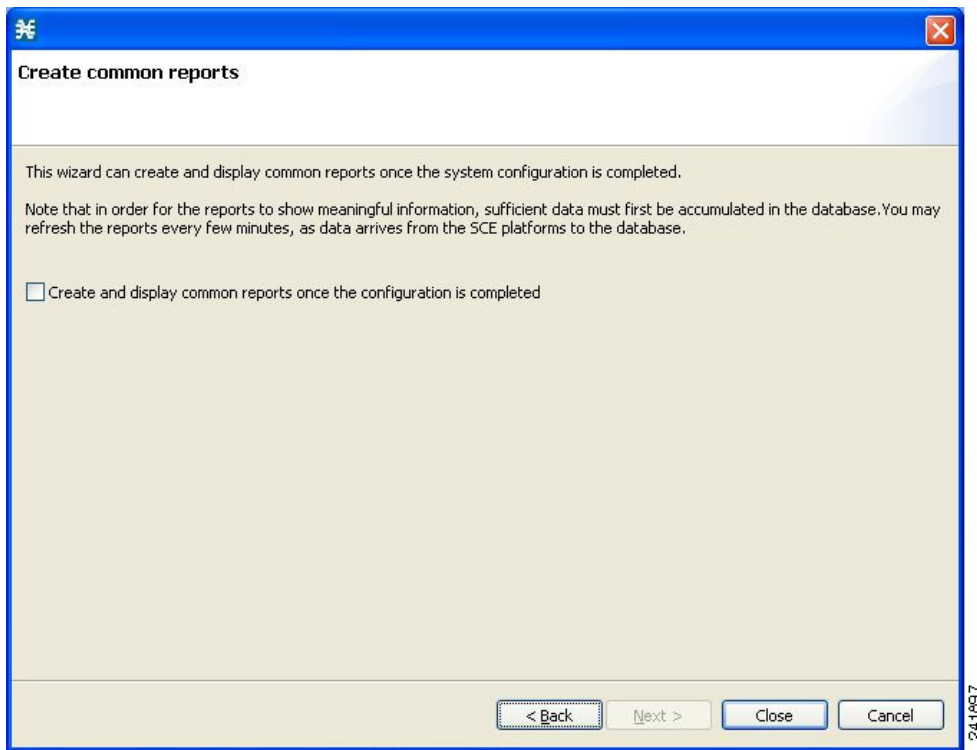 Create common reports
This wizard can create and display common reports once the system configuration is completed.
Note that in order for the reports to show meaningful information, sufficient data must first be accumulated in the database.You may
refresh the reports every few minutes, as data arrives from the SCE platforms to the database.
Create and display common reports once the configuration is completed
< Back
Next >
Close
Cancel
241897